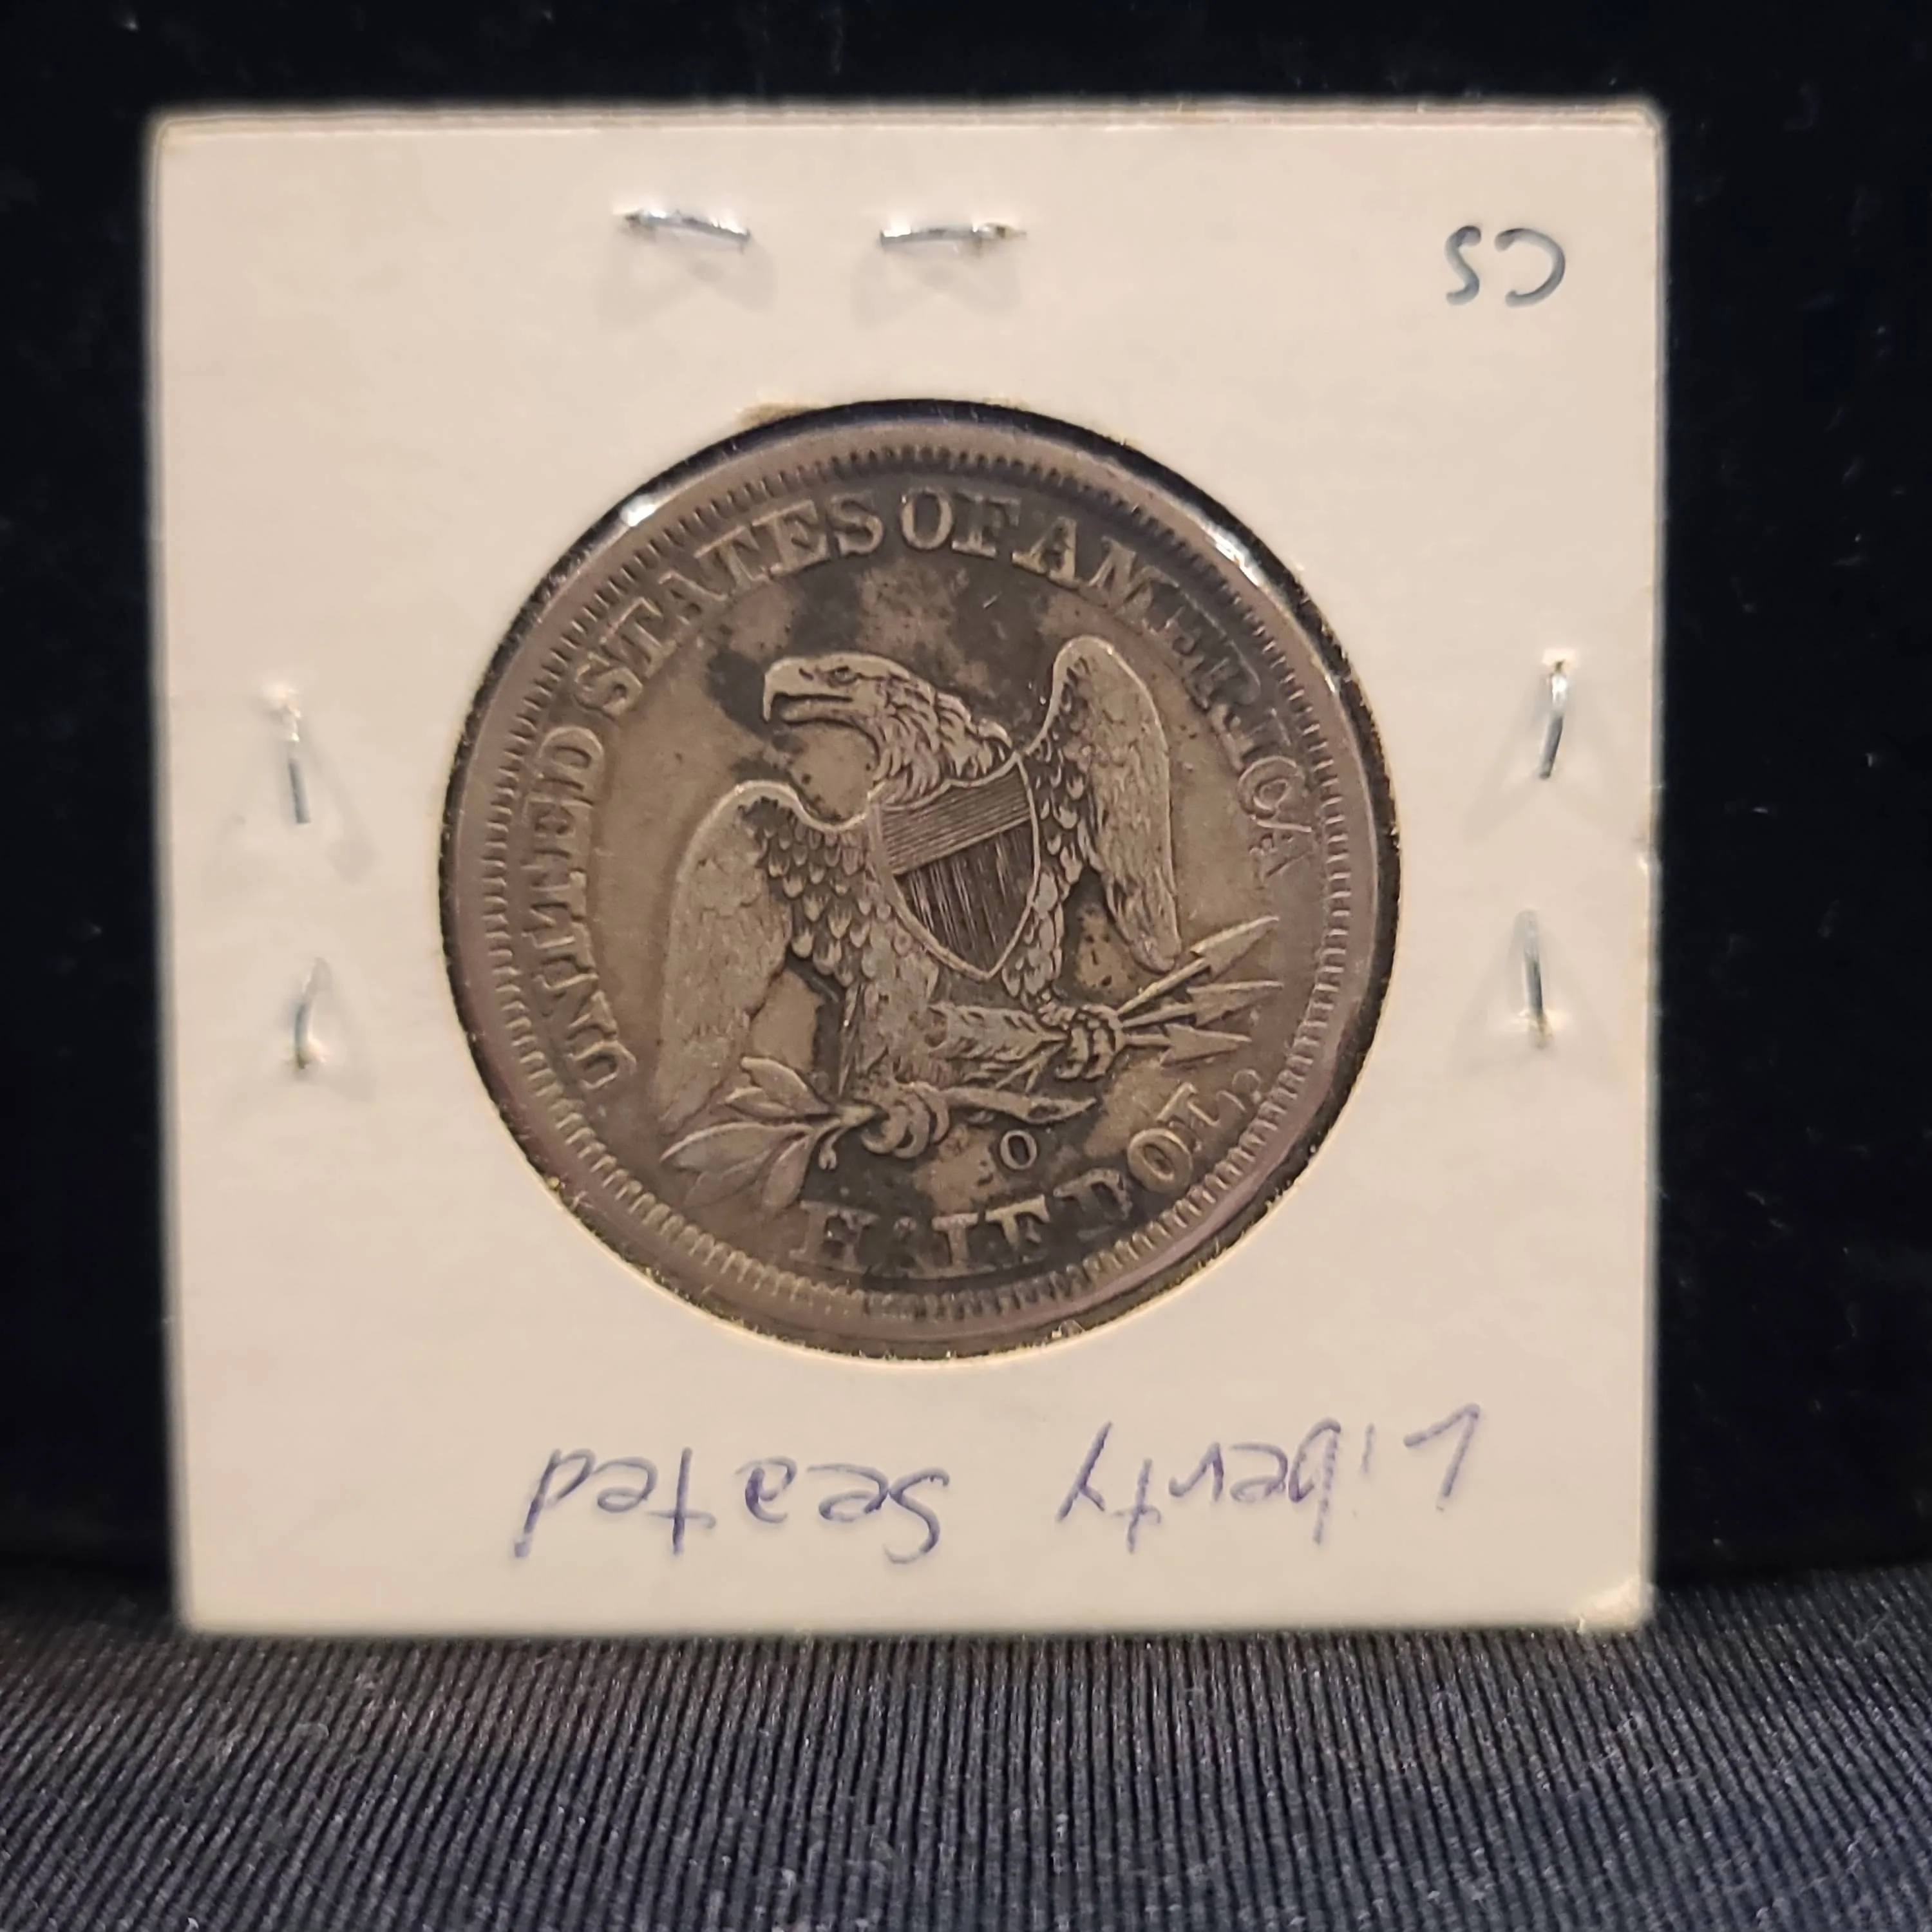 CS
UNITED STATES OF AMERICA
O
HALF DOL.
Liberty Seated